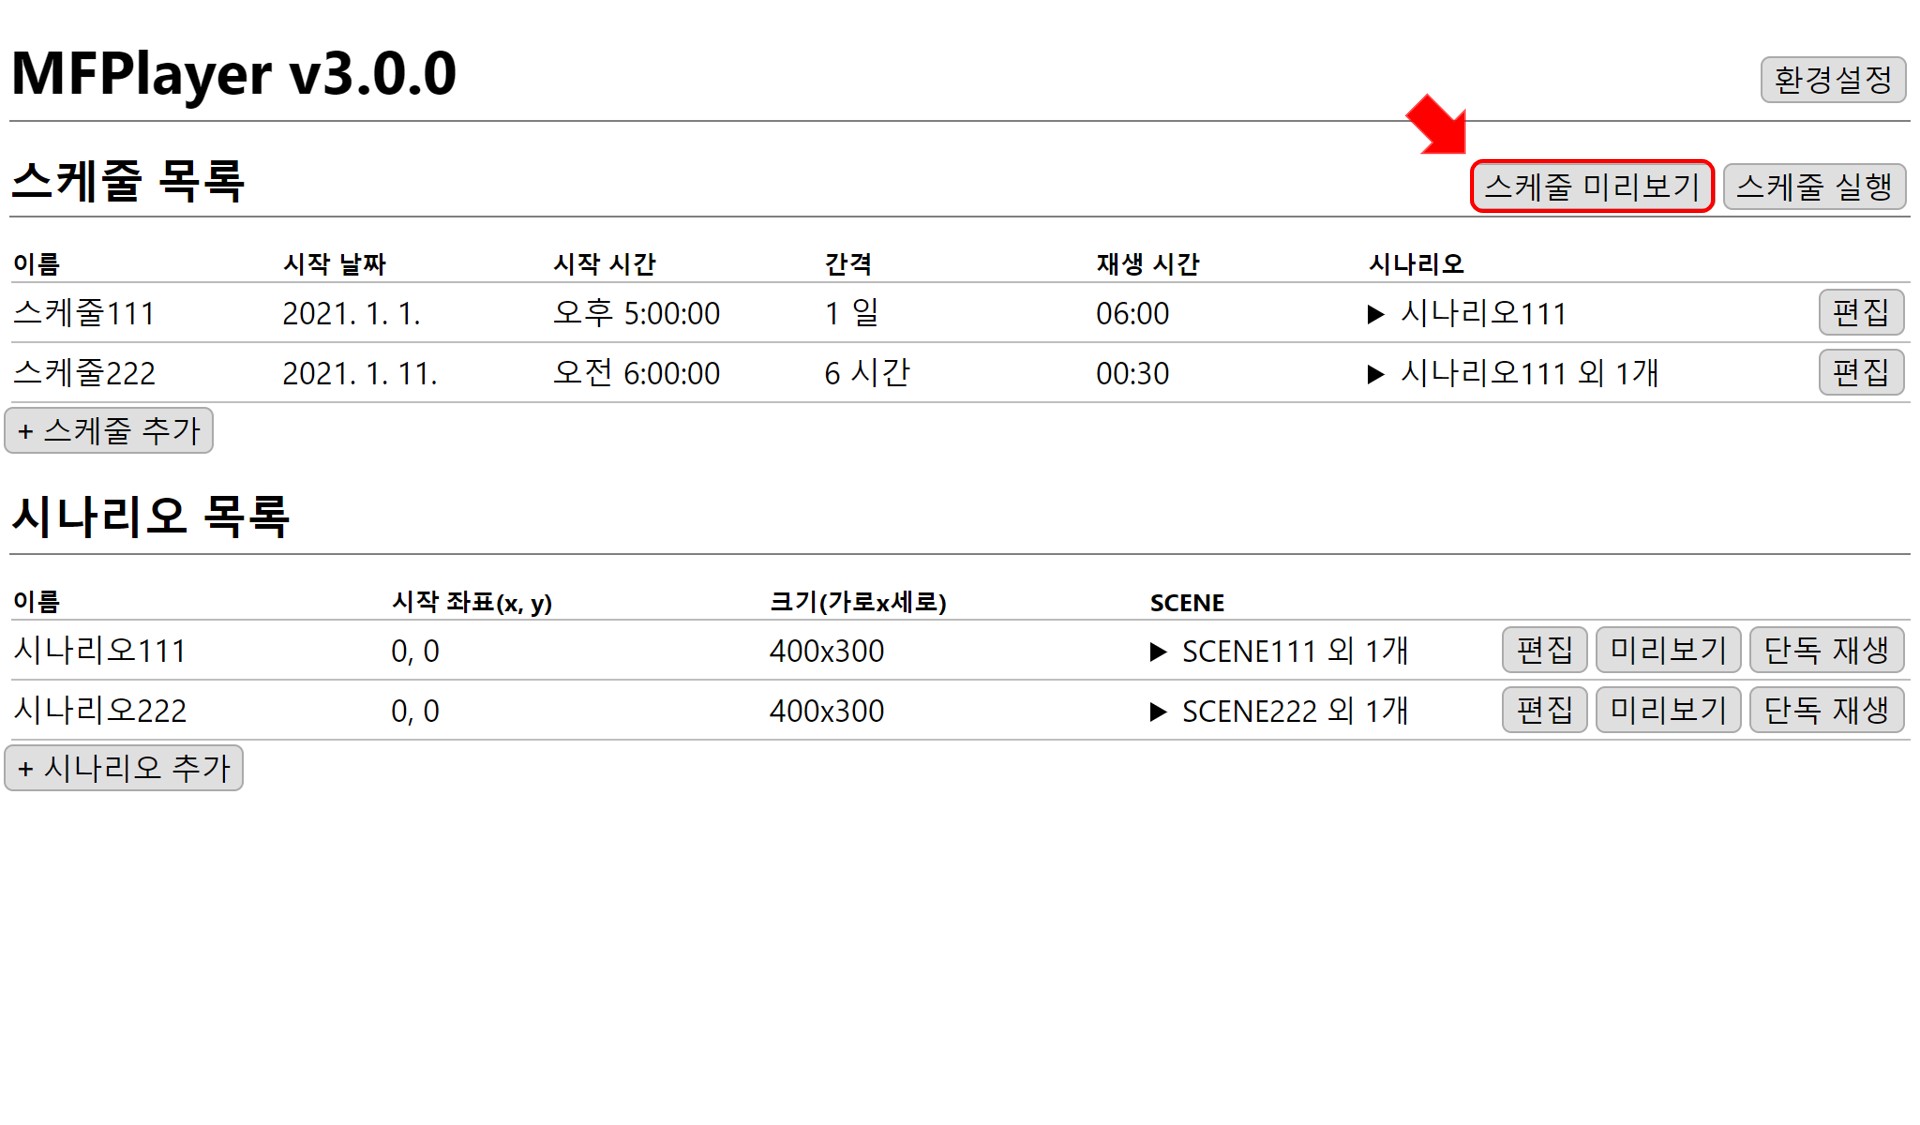 MFPlayer v3.0.0 환경설정
스케줄 목록 스케줄 미리보기 스케줄 실행
이름 시작 날짜 시작 시간 간격 재생 시간 시나리오
스케줄111 2021. 1. 1. 오후 5:00:00 1 일 06:00 ▶ 시나리오111 편집
스케줄222 2021. 1. 11. 오전 6:00:00 6 시간 00:30 ▶ 시나리오111 외 1개 편집
+ 스케줄 추가
시나리오 목록
이름 시작 좌표(x, y) 크기(가로x세로) SCENE
시나리오111 0, 0 400x300 ▶ SCENE111 외 1개 편집 미리보기 단독 재생
시나리오222 0, 0 400x300 ▶ SCENE222 외 1개 편집 미리보기 단독 재생
+ 시나리오 추가